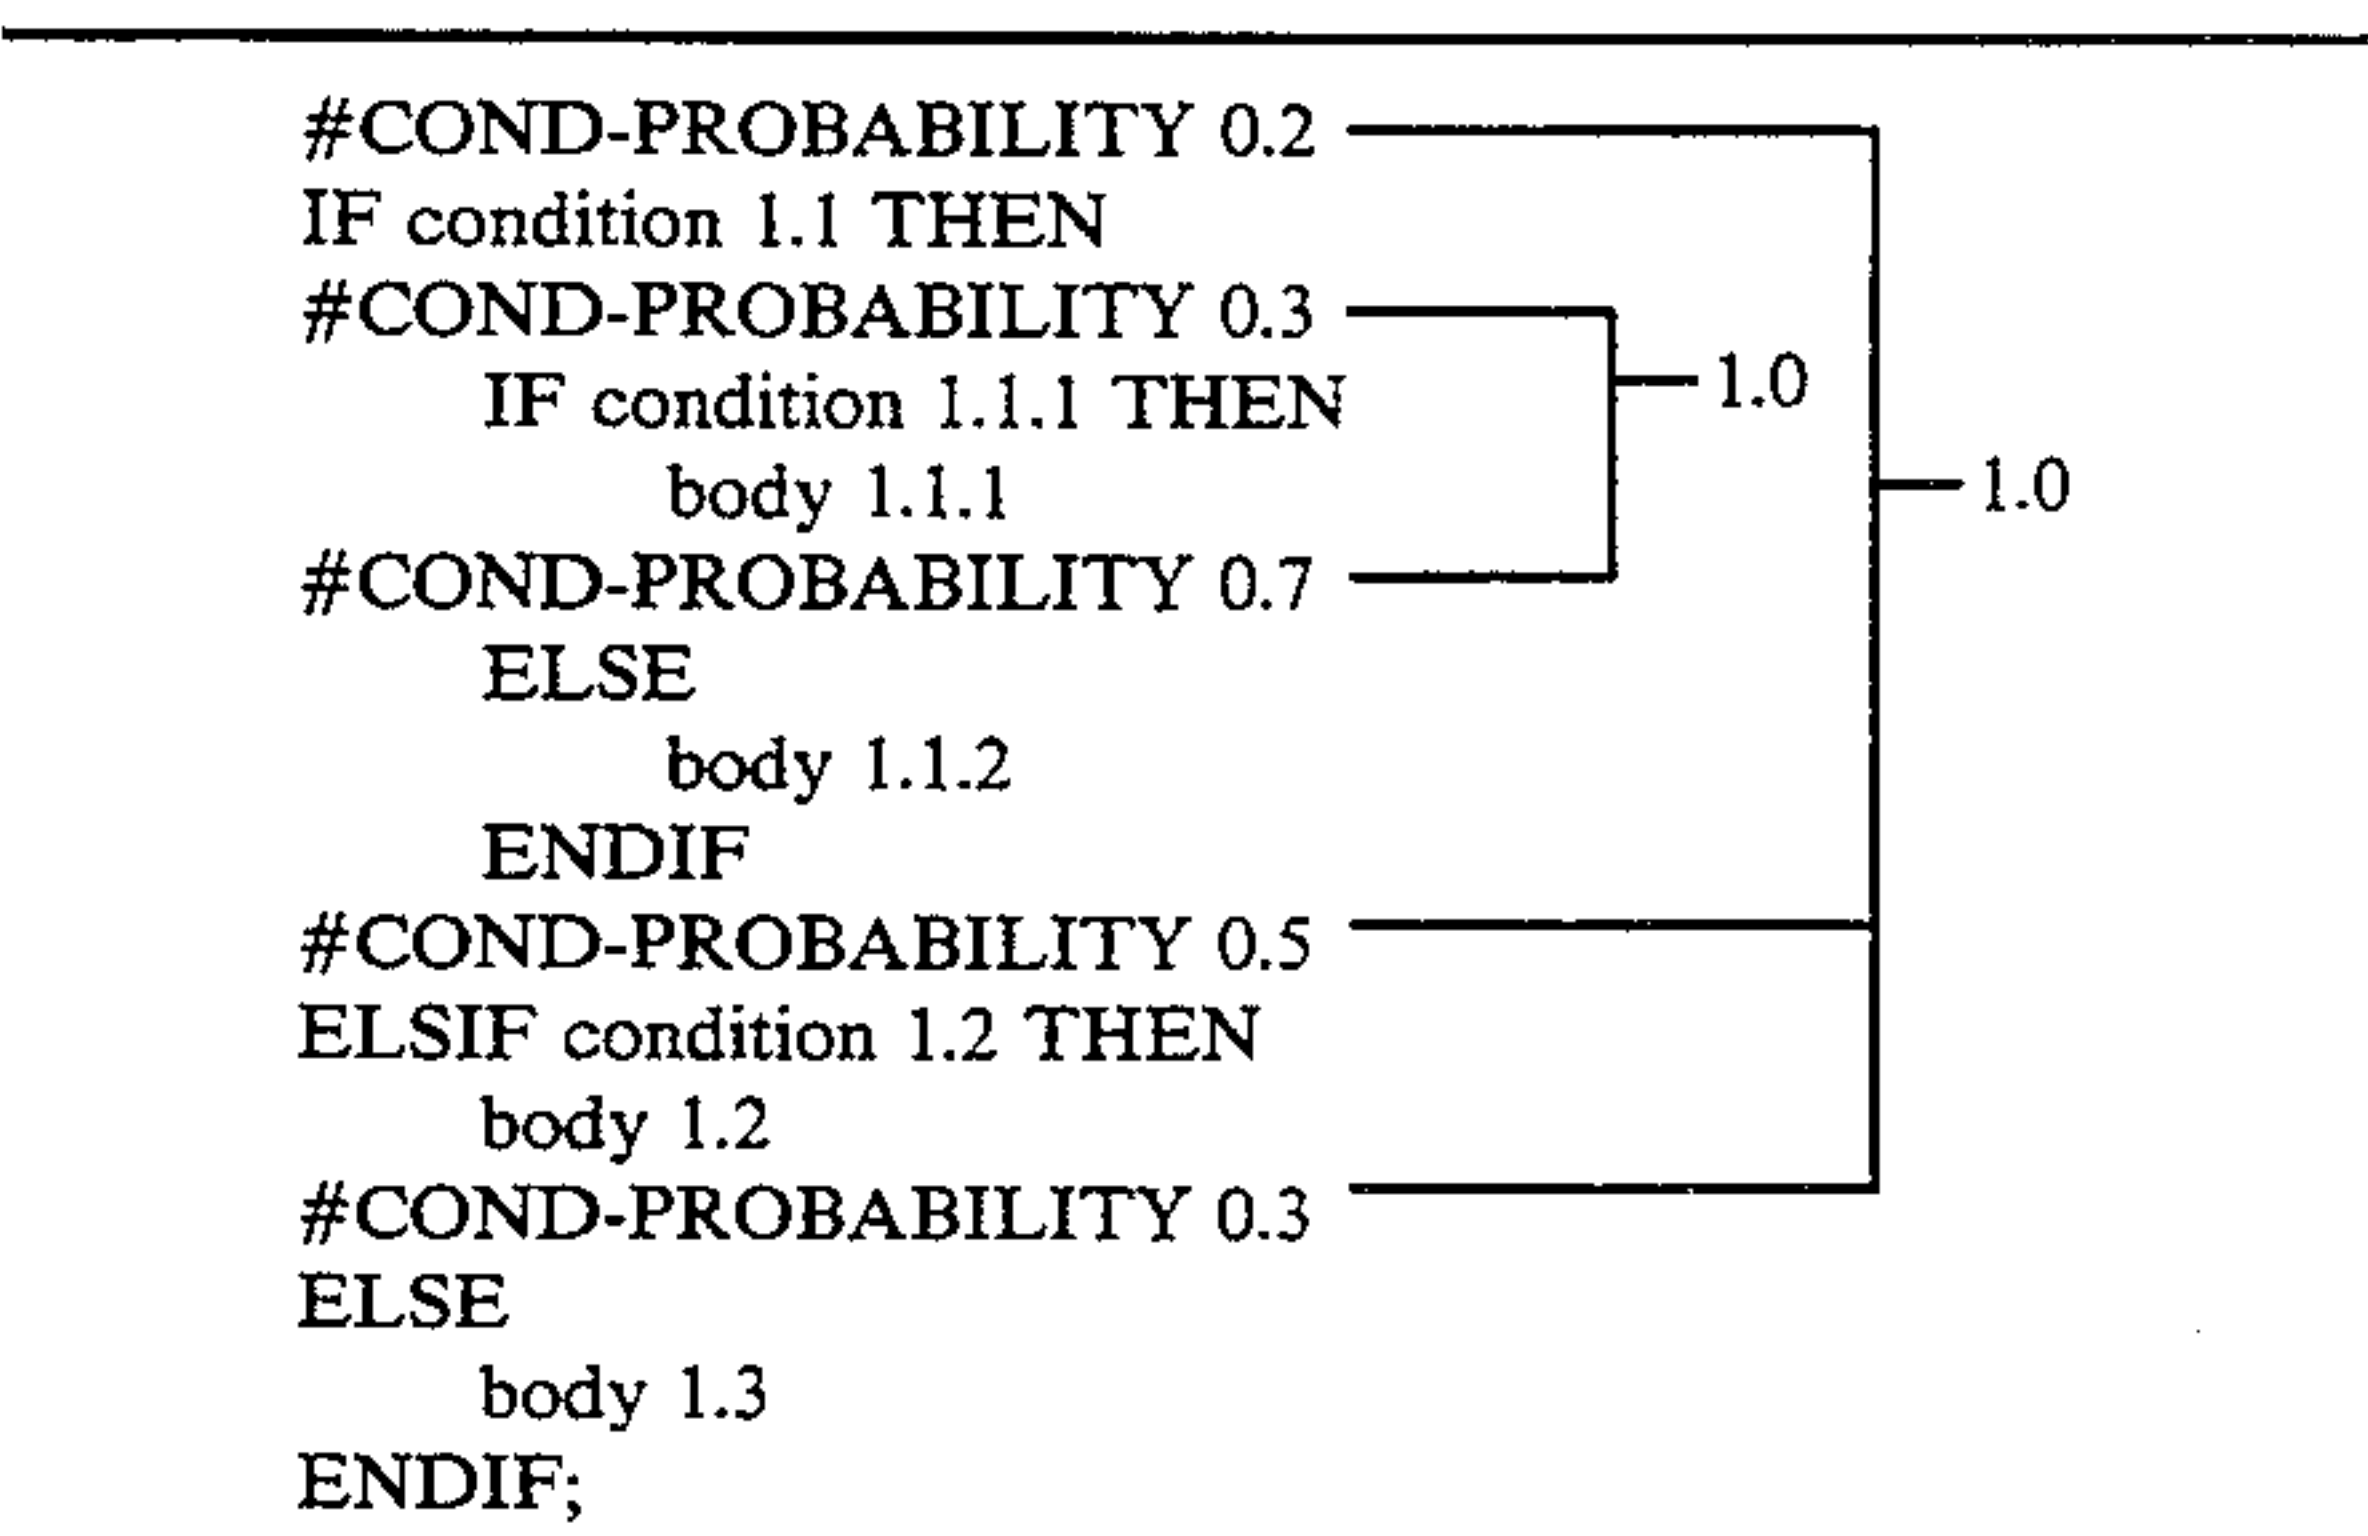 #COND-PROBABILITY 0.2
IF condition 1.1 THEN
#COND-PROBABILITY 0.3
IF condition 1.1.1 THEN
1.0
body 1.1.1
1.0
#COND-PROBABILITY 0.7
ELSE
body 1.1.2
ENDIF
#COND-PROBABILITY 0.5
ELSIF condition 1.2 THEN
body 1.2
#COND-PROBABILITY 0.3
ELSE
body 1.3
ENDIF;